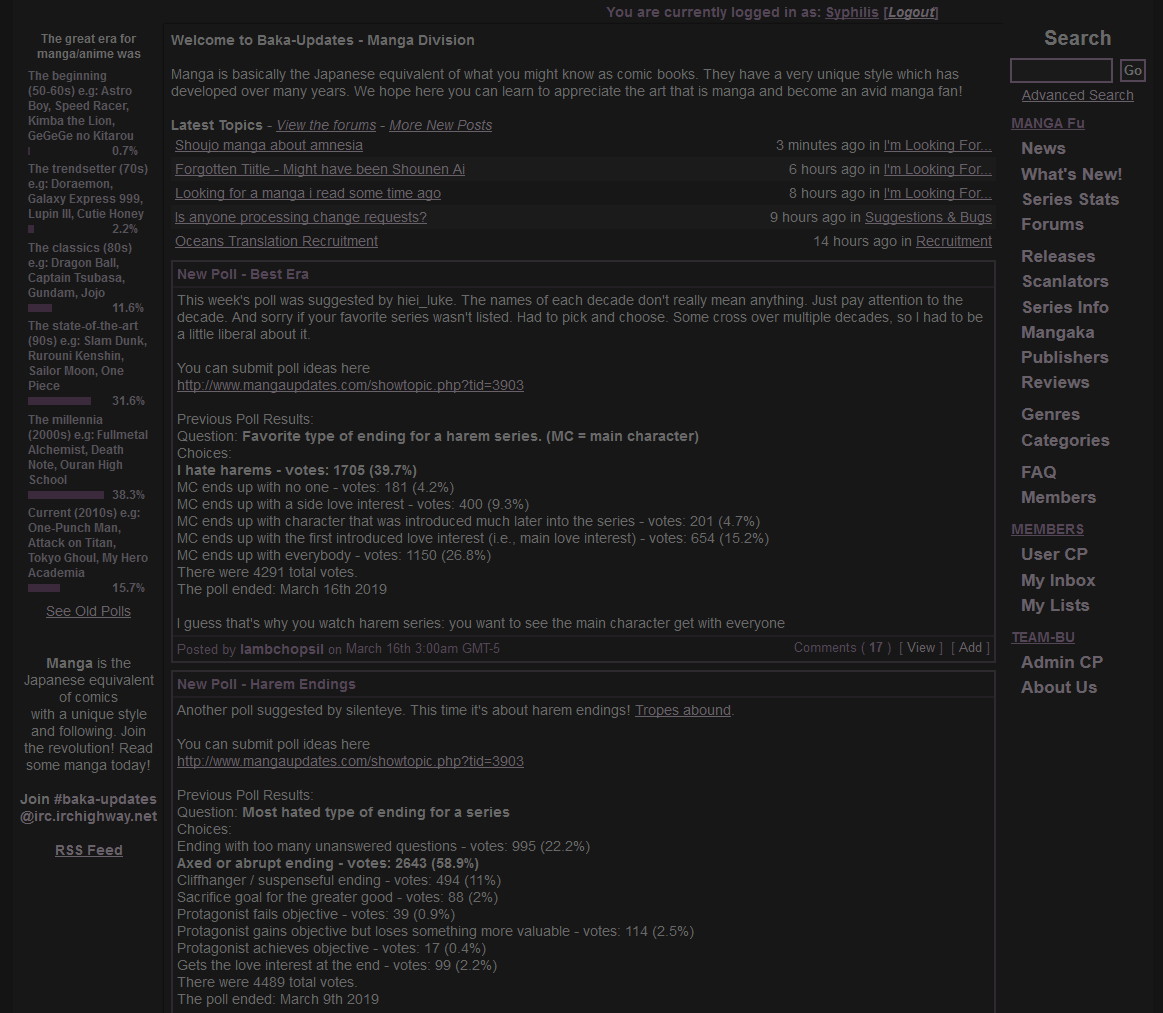 You are currently logged in as: Syphilis [Logout]
The great era for
manga/anime was
The beginning
(50-60s) e.g: Astro
Boy, Speed Racer,
Kimba the Lion,
GeGeGe no Kitarou
0.7%
The trendsetter (70s)
e.g: Doraemon,
Galaxy Express 999,
Lupin III, Cutie Honey
2.2%
The classics (80s)
e.g: Dragon Ball,
Captain Tsubasa,
Gundam, Jojo
11.6%
The state-of-the-art
(90s) e.g: Slam Dunk,
Rurouni Kenshin,
Sailor Moon, One
Piece
31.6%
The millennia
(2000s) e.g: Fullmetal
Alchemist, Death
Note, Ouran High
School
38.3%
Current (2010s) e.g:
One-Punch Man,
Attack on Titan,
Tokyo Ghoul, My Hero
Academia
15.7%
See Old Polls
Manga is the
Japanese equivalent
of comics
with a unique style
and following. Join
the revolution! Read
some manga today!
Join #baka-updates
@irc.irchighway.net
RSS Feed
Welcome to Baka-Updates - Manga Division
Manga is basically the Japanese equivalent of what you might know as comic books. They have a very unique style which has
developed over many years. We hope here you can learn to appreciate the art that is manga and become an avid manga fan!
Latest Topics - View the forums - More New Posts
Shoujo manga about amnesia 3 minutes ago in I'm Looking For...
Forgotten Tiitle - Might have been Shounen Ai 6 hours ago in I'm Looking For...
Looking for a manga i read some time ago 8 hours ago in I'm Looking For...
Is anyone processing change requests? 9 hours ago in Suggestions & Bugs
Oceans Translation Recruitment 14 hours ago in Recruitment
New Poll - Best Era
This week's poll was suggested by hiei_luke. The names of each decade don't really mean anything. Just pay attention to the
decade. And sorry if your favorite series wasn't listed. Had to pick and choose. Some cross over multiple decades, so I had to be
a little liberal about it.
You can submit poll ideas here
http://www.mangaupdates.com/showtopic.php?tid=3903
Previous Poll Results:
Question: Favorite type of ending for a harem series. (MC = main character)
Choices:
I hate harems - votes: 1705 (39.7%)
MC ends up with no one - votes: 181 (4.2%)
MC ends up with a side love interest - votes: 400 (9.3%)
MC ends up with character that was introduced much later into the series - votes: 201 (4.7%)
MC ends up with the first introduced love interest (i.e., main love interest) - votes: 654 (15.2%)
MC ends up with everybody - votes: 1150 (26.8%)
There were 4291 total votes.
The poll ended: March 16th 2019
I guess that's why you watch harem series: you want to see the main character get with everyone
Posted by lambchopsil on March 16th 3:00am GMT-5 Comments ( 17 ) [ View ] [ Add ]
New Poll - Harem Endings
Another poll suggested by silenteye. This time it's about harem endings! Tropes abound.
You can submit poll ideas here
http://www.mangaupdates.com/showtopic.php?tid=3903
Previous Poll Results:
Question: Most hated type of ending for a series
Choices:
Ending with too many unanswered questions - votes: 995 (22.2%)
Axed or abrupt ending - votes: 2643 (58.9%)
Cliffhanger / suspenseful ending - votes: 494 (11%)
Sacrifice goal for the greater good - votes: 88 (2%)
Protagonist fails objective - votes: 39 (0.9%)
Protagonist gains objective but loses something more valuable - votes: 114 (2.5%)
Protagonist achieves objective - votes: 17 (0.4%)
Gets the love interest at the end - votes: 99 (2.2%)
There were 4489 total votes.
The poll ended: March 9th 2019
Search
Go
Advanced Search
MANGA Fu
News
What's New!
Series Stats
Forums
Releases
Scanlators
Series Info
Mangaka
Publishers
Reviews
Genres
Categories
FAQ
Members
MEMBERS
User CP
My Inbox
My Lists
TEAM-BU
Admin CP
About Us